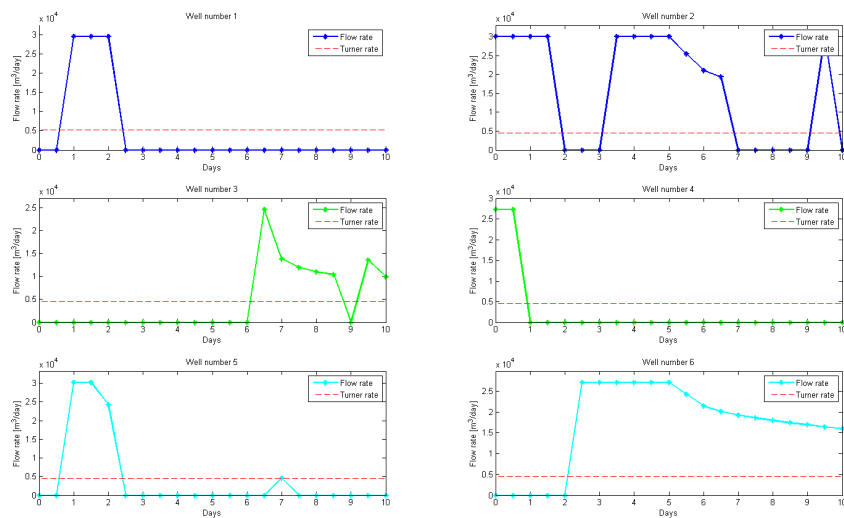 Well number 1
x 10^4
Flow rate [m^3/day]
3
2.5
2
1.5
1
0.5
0
0 1 2 3 4 5 6 7 8 9 10
Days
Flow rate
Turner rate
Well number 2
x 10^4
Flow rate [m^3/day]
3
2.5
2
1.5
1
0.5
0
0 1 2 3 4 5 6 7 8 9 10
Days
Flow rate
Turner rate
Well number 3
x 10^4
Flow rate [m^3/day]
2.5
2
1.5
1
0.5
0
0 1 2 3 4 5 6 7 8 9 10
Days
Flow rate
Turner rate
Well number 4
x 10^4
Flow rate [m^3/day]
3
2.5
2
1.5
1
0.5
0
0 1 2 3 4 5 6 7 8 9 10
Days
Flow rate
Turner rate
Well number 5
x 10^4
Flow rate [m^3/day]
3
2.5
2
1.5
1
0.5
0
0 1 2 3 4 5 6 7 8 9 10
Days
Flow rate
Turner rate
Well number 6
x 10^4
Flow rate [m^3/day]
2.5
2
1.5
1
0.5
0
0 1 2 3 4 5 6 7 8 9 10
Days
Flow rate
Turner rate